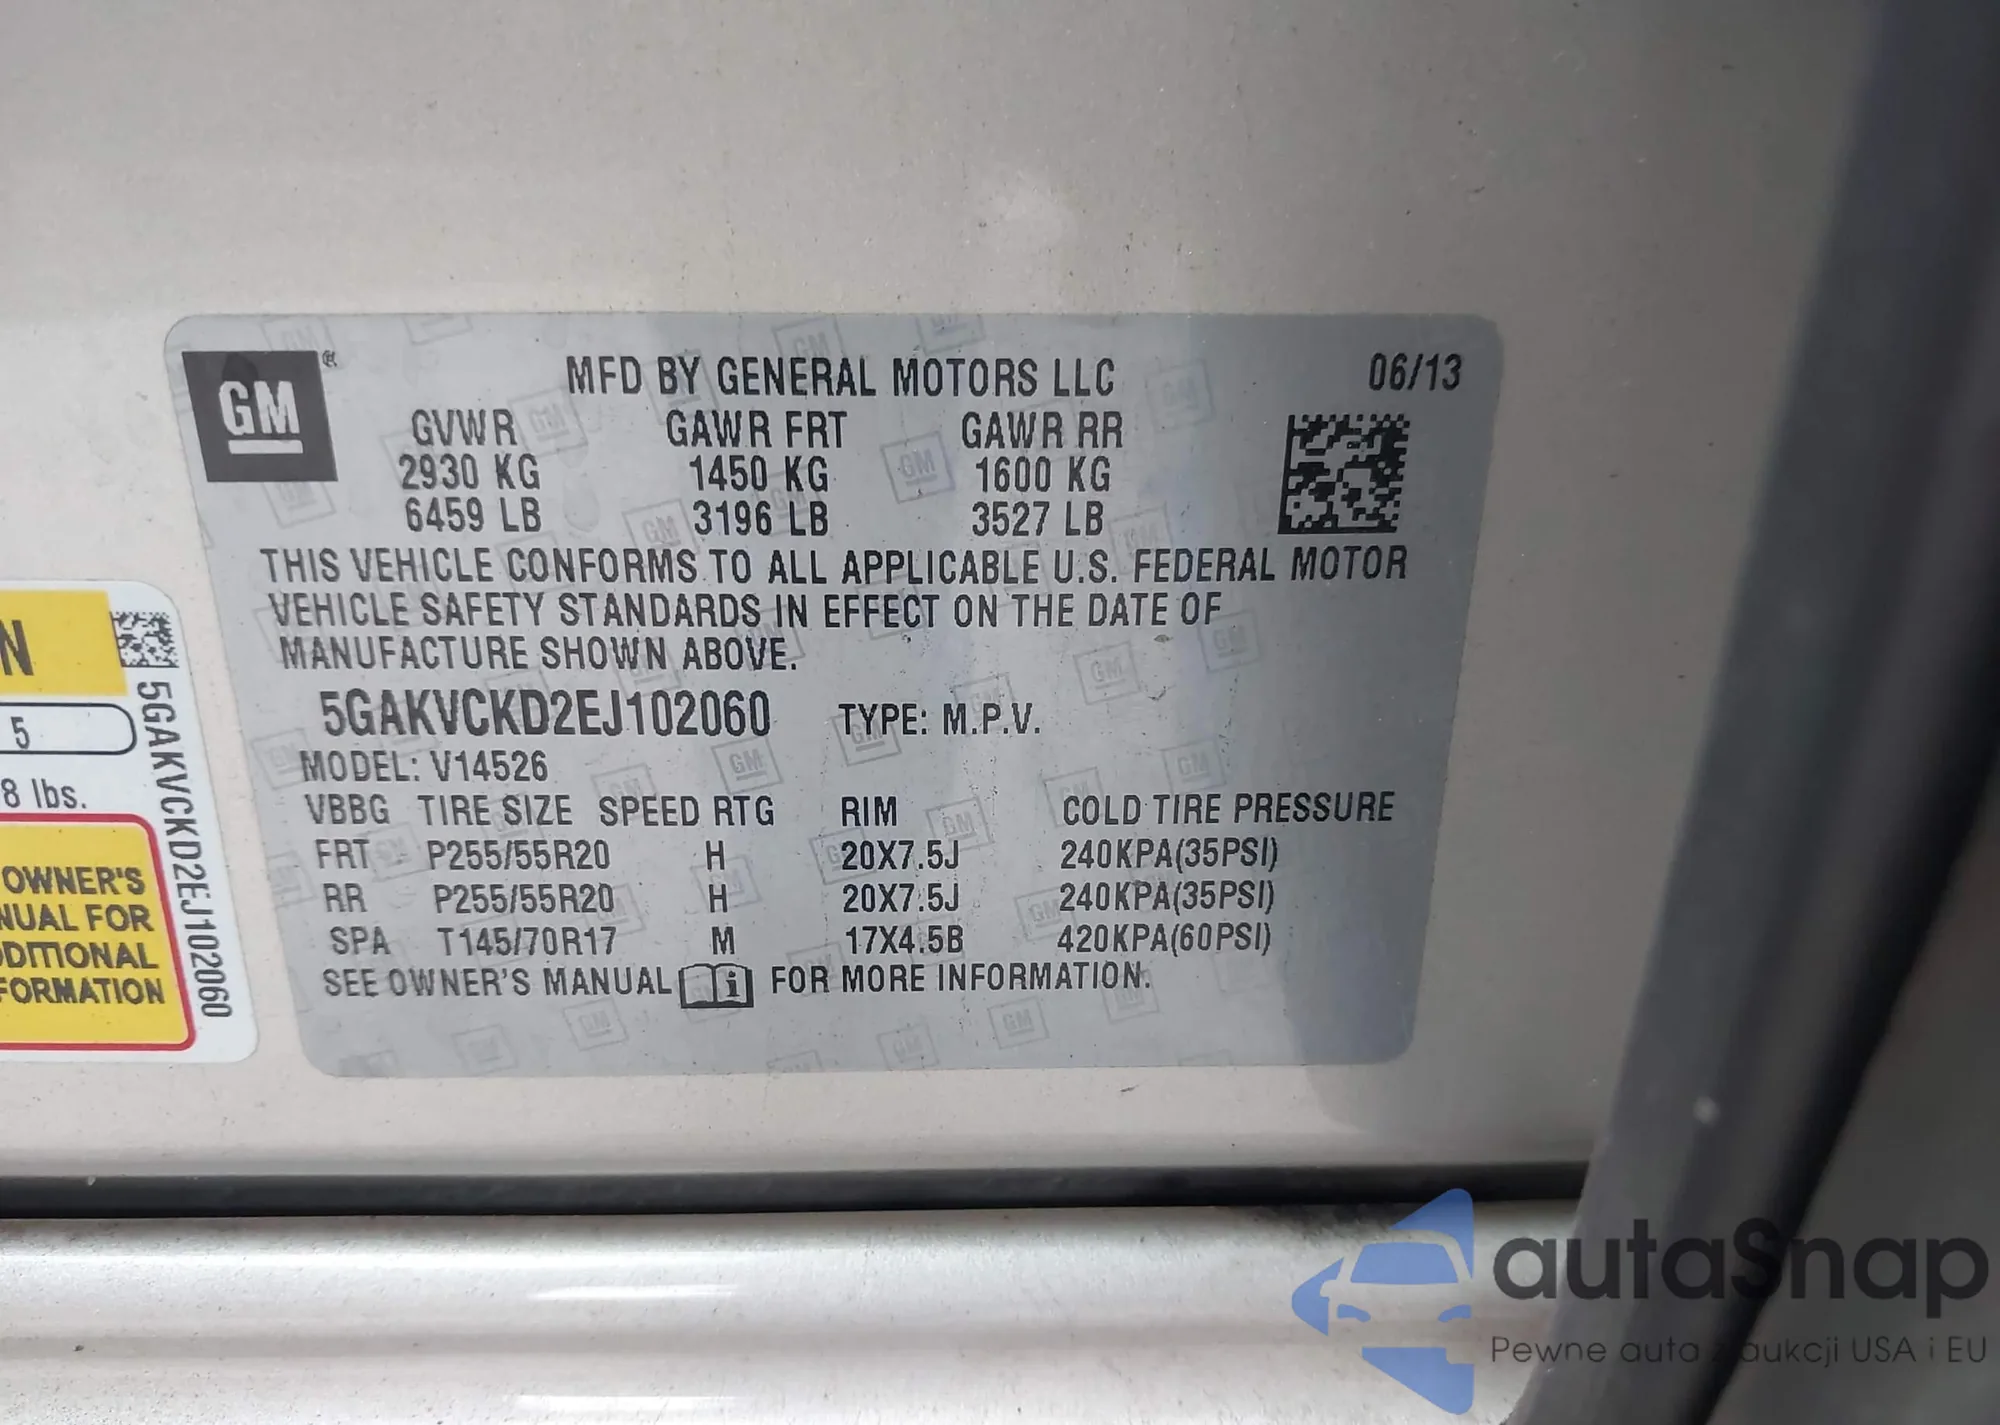 GM
MFD BY GENERAL MOTORS LLC 06/13
GVWR GAWR FRT GAWR RR
2930 KG 1450 KG 1600 KG
6459 LB 3196 LB 3527 LB
THIS VEHICLE CONFORMS TO ALL APPLICABLE U.S. FEDERAL MOTOR
VEHICLE SAFETY STANDARDS IN EFFECT ON THE DATE OF
MANUFACTURE SHOWN ABOVE.
5GAKVCKD2EJ102060 TYPE: M.P.V.
MODEL: V14526
VBBG TIRE SIZE SPEED RTG RIM COLD TIRE PRESSURE
FRT P255/55R20 H 20X7.5J 240KPA(35PSI)
RR P255/55R20 H 20X7.5J 240KPA(35PSI)
SPA T145/70R17 M 17X4.5B 420KPA(60PSI)
SEE OWNER'S MANUAL i FOR MORE INFORMATION.
N
5
8 lbs.
OWNER'S
NUAL FOR
DDITIONAL
FORMATION
5GAKVCKD2EJ102060
autaSnap
Pewne auta z aukcji USA i EU